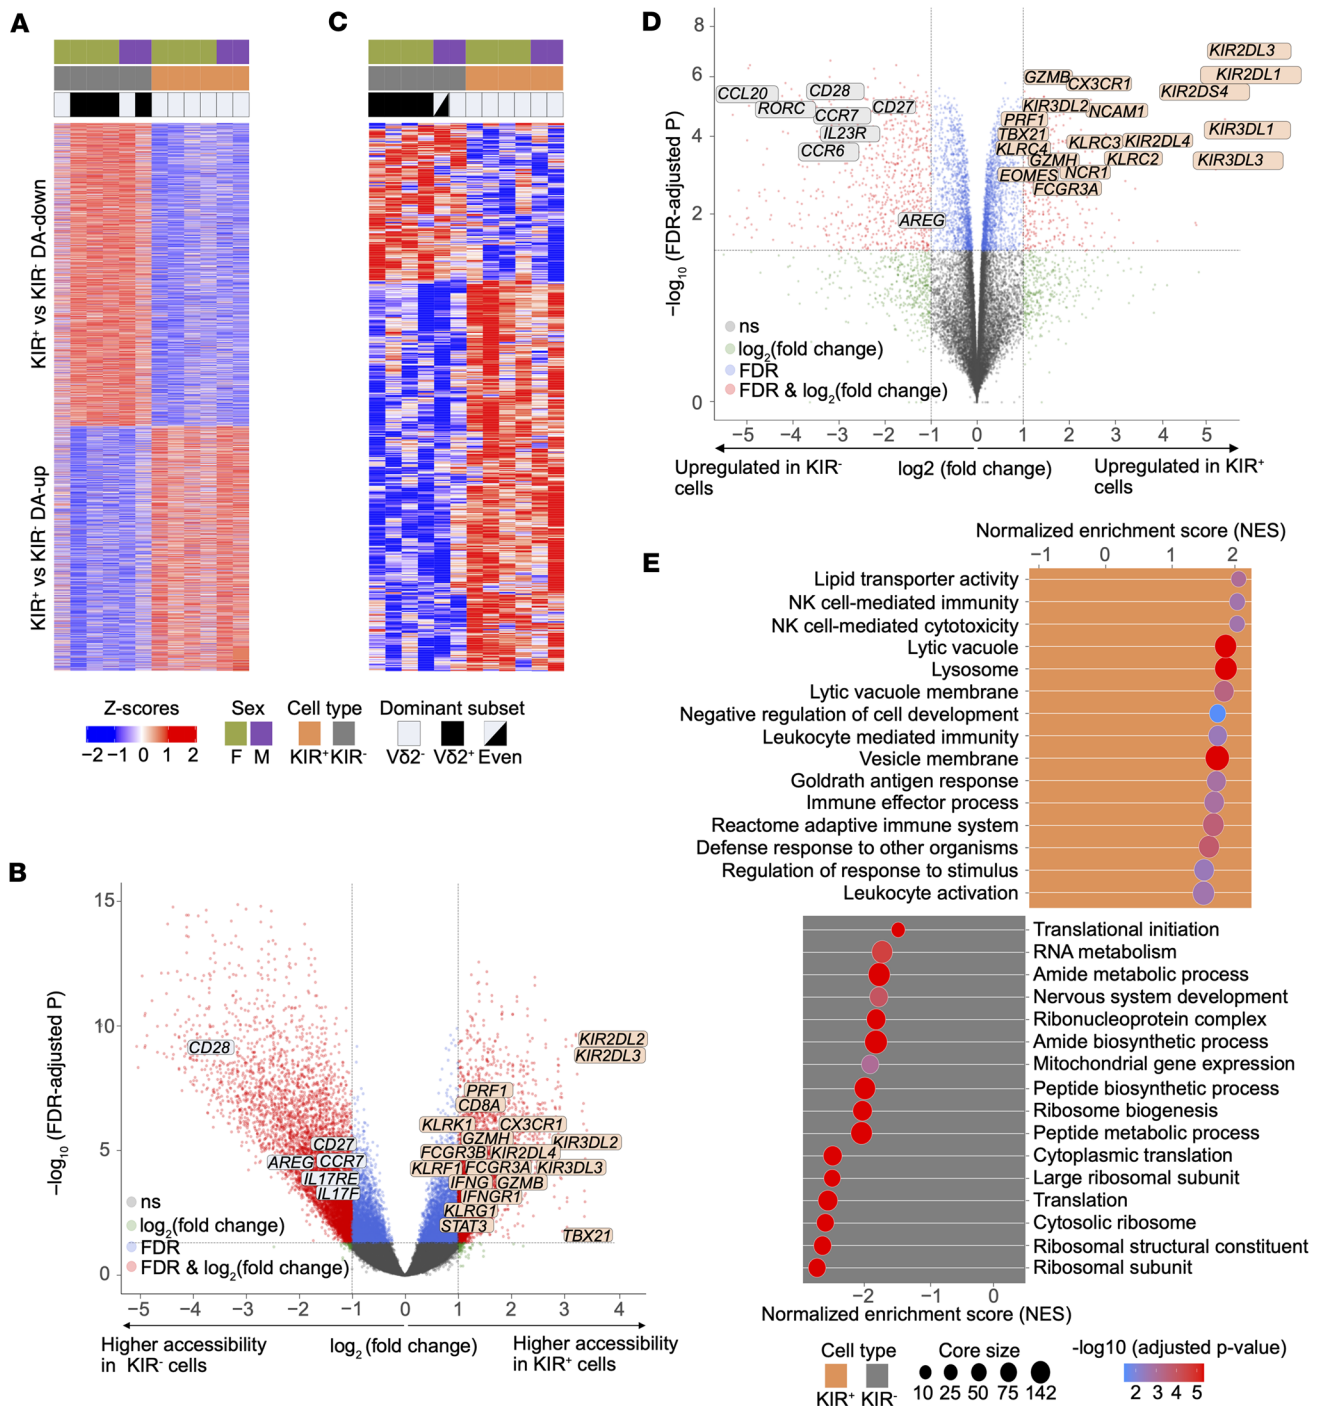 A
KIR+ vs KIR- DA-down
KIR+ vs KIR- DA-up
C
Z-scores
−2 −1 0 1 2
Sex
F M
Cell type
KIR+ KIR-
Dominant subset
Vδ2- Vδ2+ Even
B
−log10 (FDR-adjusted P)
15
10
5
0
CD28
CD27
AREG CCR7
IL17RE
IL17F
KIR2DL2
KIR2DL3
PRF1
CD8A
KLRK1 CX3CR1
GZMH KIR3DL2
FCGR3B KIR2DL4
KLRF1 FCGR3A KIR3DL3
IFNG GZMB
IFNGR1
KLRG1
STAT3
TBX21
ns
log2(fold change)
FDR
FDR & log2(fold change)
−5 −4 −3 −2 −1 0 1 2 3 4
Higher accessibility
in KIR- cells
log2 (fold change)
Higher accessibility
in KIR+ cells
D
−log10 (FDR-adjusted P)
8
6
4
2
0
CCL20 CD28
RORC CD27
CCR7
IL23R
CCR6
AREG
KIR2DL3
GZMB KIR2DL1
CX3CR1 KIR2DS4
KIR3DL2 NCAM1
PRF1 KIR3DL1
TBX21 KLRC3 KIR2DL4
KLRC4
GZMH KLRC2 KIR3DL3
EOMES NCR1
FCGR3A
ns
log2(fold change)
FDR
FDR & log2(fold change)
−5 −4 −3 −2 −1 0 1 2 3 4 5
Upregulated in KIR-
cells
log2 (fold change)
Upregulated in KIR+
cells
E
Normalized enrichment score (NES)
−1 0 1 2
Lipid transporter activity
NK cell-mediated immunity
NK cell-mediated cytotoxicity
Lytic vacuole
Lysosome
Lytic vacuole membrane
Negative regulation of cell development
Leukocyte mediated immunity
Vesicle membrane
Goldrath antigen response
Immune effector process
Reactome adaptive immune system
Defense response to other organisms
Regulation of response to stimulus
Leukocyte activation
Translational initiation
RNA metabolism
Amide metabolic process
Nervous system development
Ribonucleoprotein complex
Amide biosynthetic process
Mitochondrial gene expression
Peptide biosynthetic process
Ribosome biogenesis
Peptide metabolic process
Cytoplasmic translation
Large ribosomal subunit
Translation
Cytosolic ribosome
Ribosomal structural constituent
Ribosomal subunit
−2 −1 0
Normalized enrichment score (NES)
Cell type
KIR+ KIR-
Core size
10 25 50 75 142
-log10 (adjusted p-value)
2 3 4 5